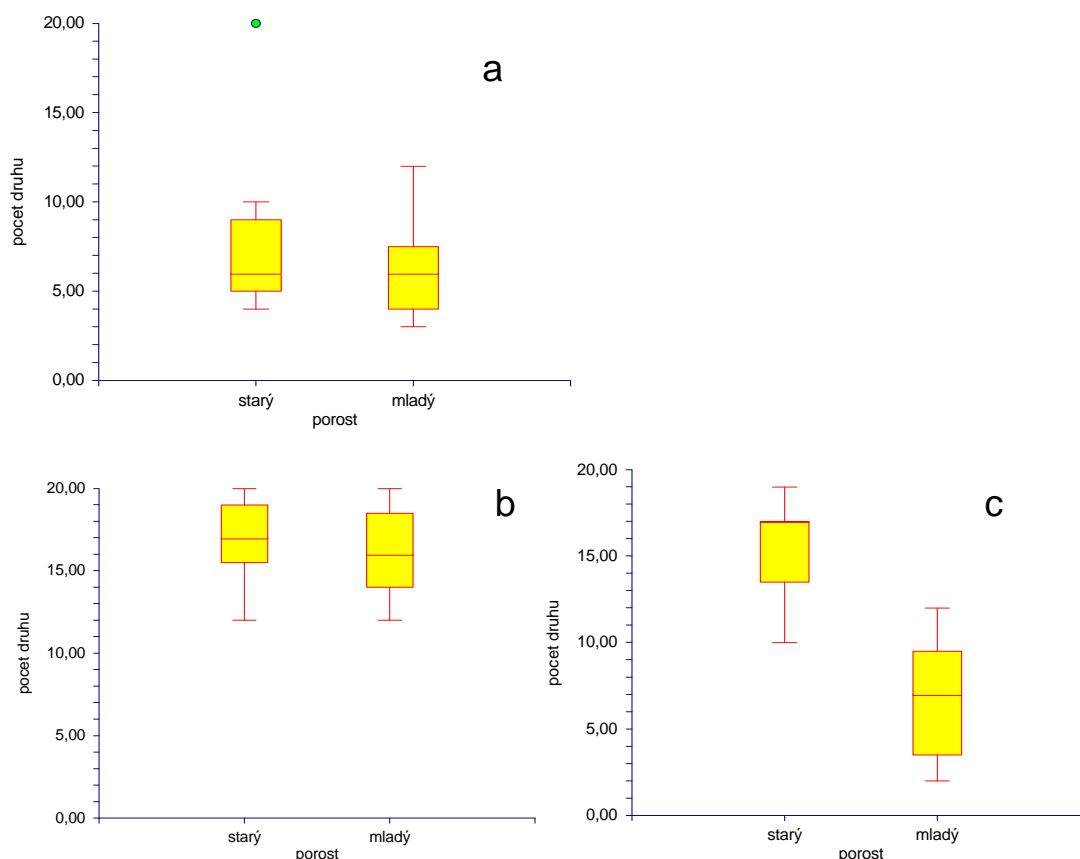 20,00
a
15,00
10,00
5,00
0,00
pocet druhu
starý mladý
porost
20,00
b
15,00
10,00
5,00
0,00
pocet druhu
starý mladý
porost
20,00
c
15,00
10,00
5,00
0,00
pocet druhu
starý mladý
porost